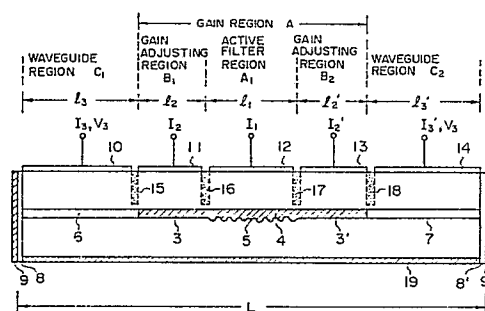 GAIN REGION A
WAVEGUIDE REGION C₁
GAIN ADJUSTING REGION B₁
ACTIVE FILTER REGION A₁
GAIN ADJUSTING REGION B₂
WAVEGUIDE REGION C₂
ℓ₃ ℓ₂ ℓ₁ ℓ₂' ℓ₃'
I₃, V₃ I₂ I₁ I₂' I₃', V₃
10 11 12 13 14
15 16 17 18
6 3 5 4 3' 7
9 8 19 8' 9
L